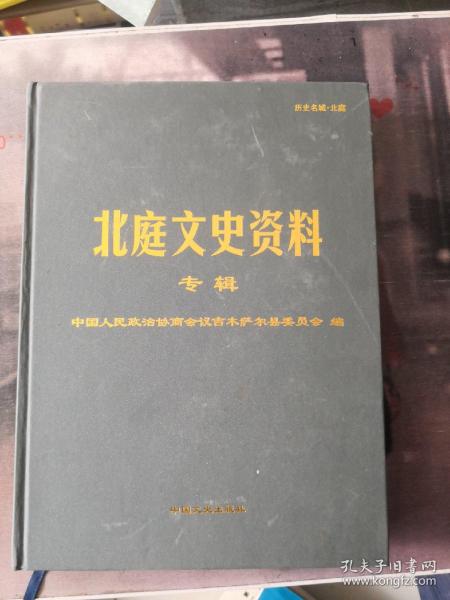 历史名城·北庭
北庭文史资料
专辑
中国人民政治协商会议吉木萨尔县委员会 编
中国文史出版社
孔夫子旧书网
www.kongfz.com